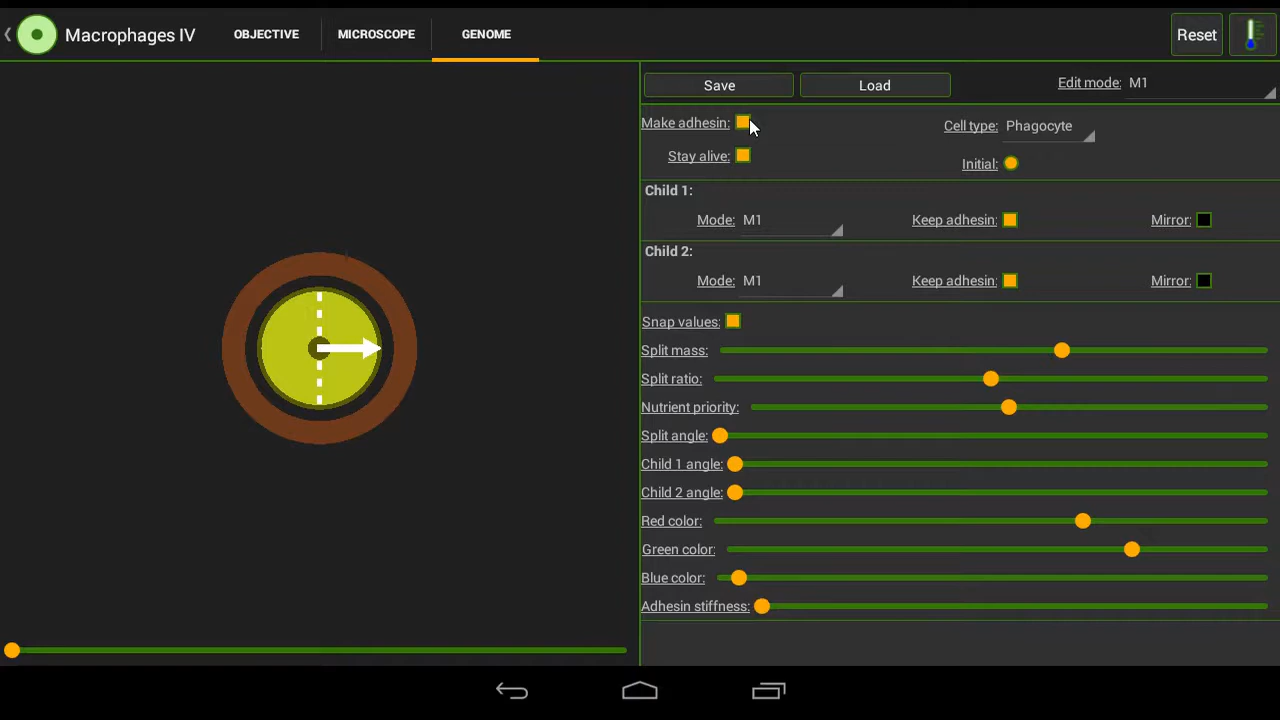 Macrophages IV OBJECTIVE MICROSCOPE GENOME Reset
Save Load Edit mode: M1
Make adhesin: Cell type: Phagocyte
Stay alive: Initial:
Child 1:
Mode: M1 Keep adhesin: Mirror:
Child 2:
Mode: M1 Keep adhesin: Mirror:
Snap values:
Split mass:
Split ratio:
Nutrient priority:
Split angle:
Child 1 angle:
Child 2 angle:
Red color:
Green color:
Blue color:
Adhesin stiffness: